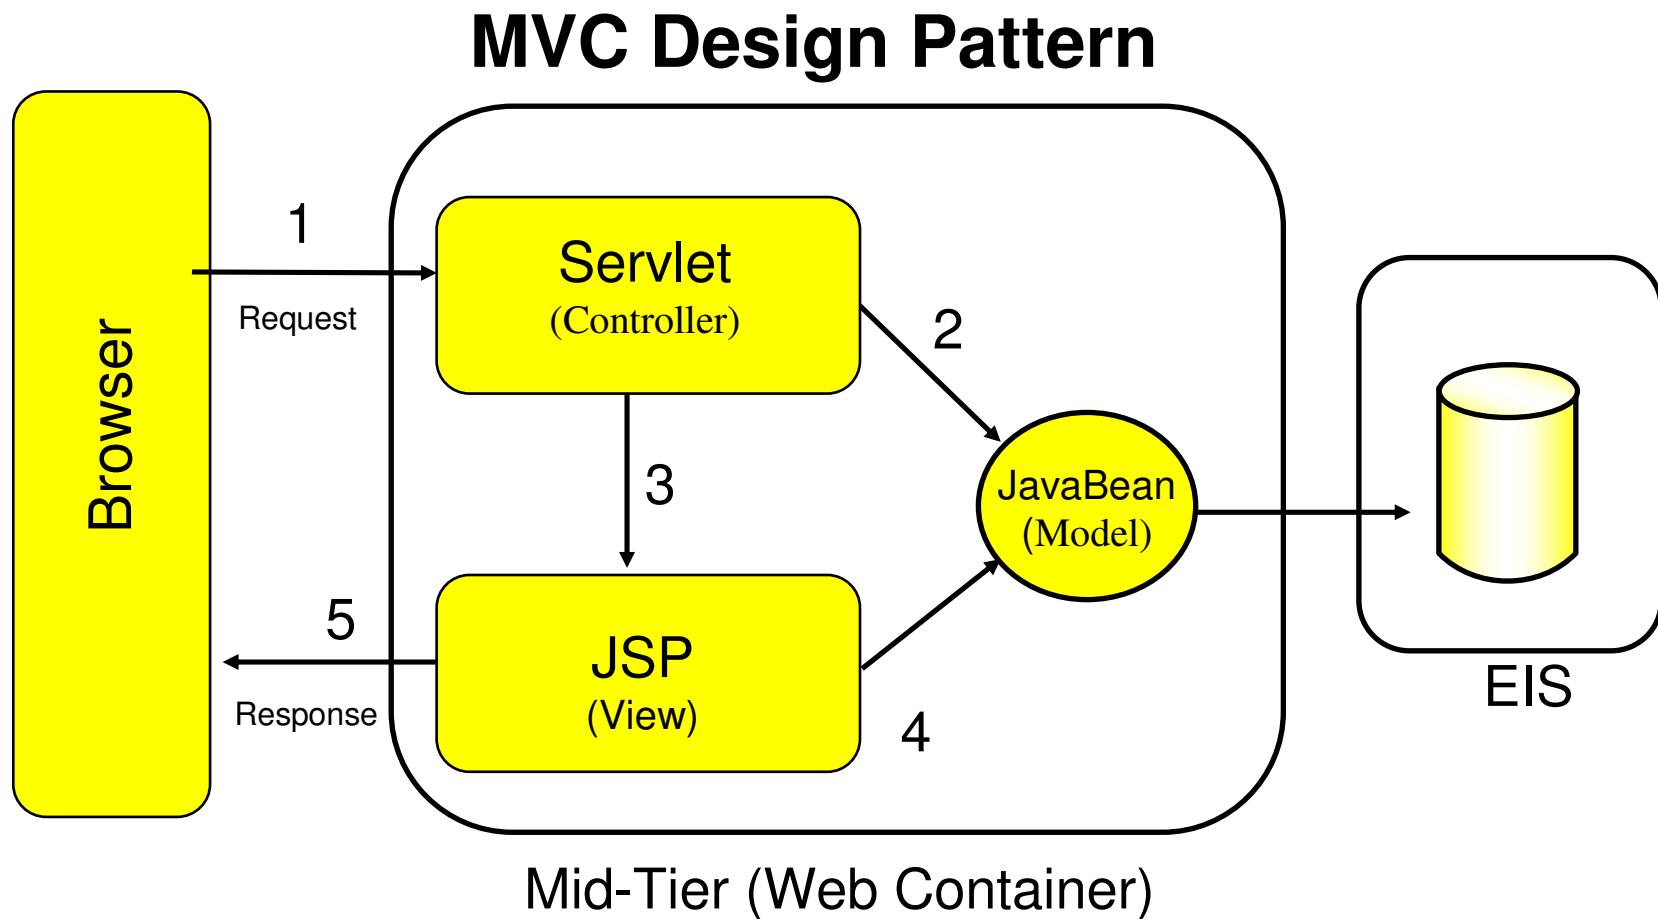 MVC Design Pattern
Browser
1
Request
Servlet
(Controller)
2
3
JavaBean
(Model)
4
JSP
(View)
5
Response
EIS
Mid-Tier (Web Container)